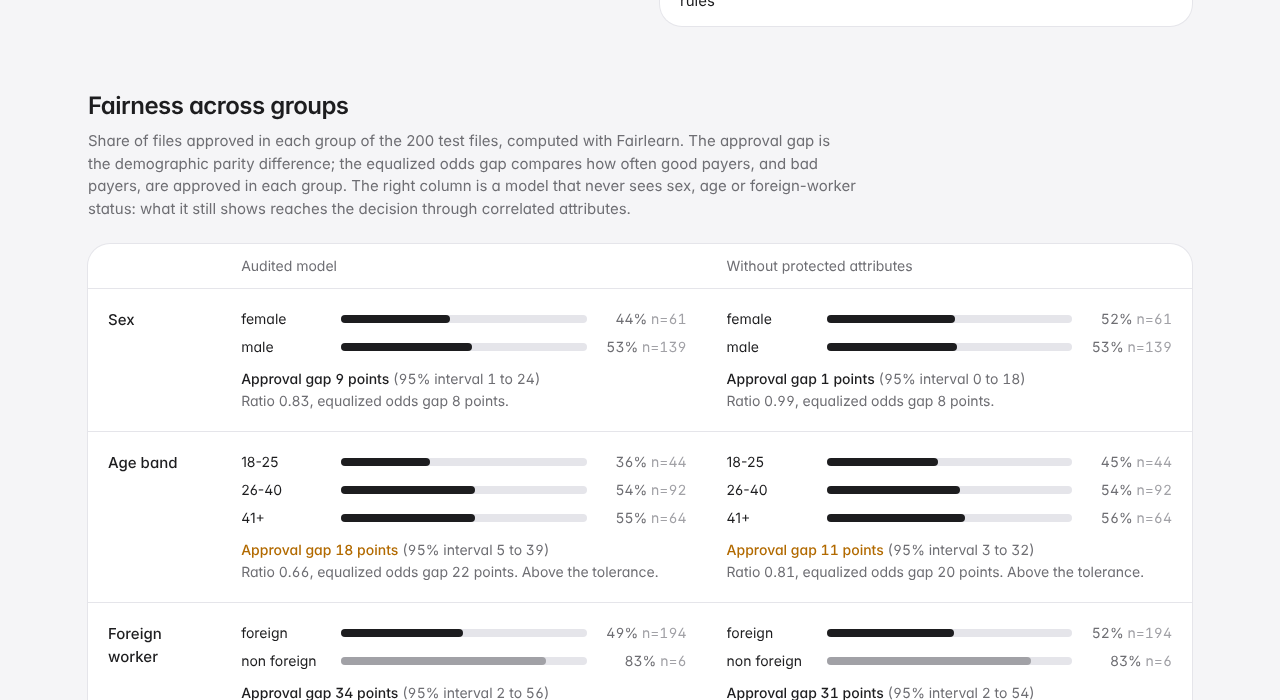 rules
Fairness across groups
Share of files approved in each group of the 200 test files, computed with Fairlearn. The approval gap is
the demographic parity difference; the equalized odds gap compares how often good payers, and bad
payers, are approved in each group. The right column is a model that never sees sex, age or foreign-worker
status: what it still shows reaches the decision through correlated attributes.
Audited model
Without protected attributes
Sex
female 44% n=61
male 53% n=139
Approval gap 9 points (95% interval 1 to 24)
Ratio 0.83, equalized odds gap 8 points.
female 52% n=61
male 53% n=139
Approval gap 1 points (95% interval 0 to 18)
Ratio 0.99, equalized odds gap 8 points.
Age band
18-25 36% n=44
26-40 54% n=92
41+ 55% n=64
Approval gap 18 points (95% interval 5 to 39)
Ratio 0.66, equalized odds gap 22 points. Above the tolerance.
18-25 45% n=44
26-40 54% n=92
41+ 56% n=64
Approval gap 11 points (95% interval 3 to 32)
Ratio 0.81, equalized odds gap 20 points. Above the tolerance.
Foreign
worker
foreign 49% n=194
non foreign 83% n=6
Approval gap 34 points (95% interval 2 to 56)
foreign 52% n=194
non foreign 83% n=6
Approval gap 31 points (95% interval 2 to 54)